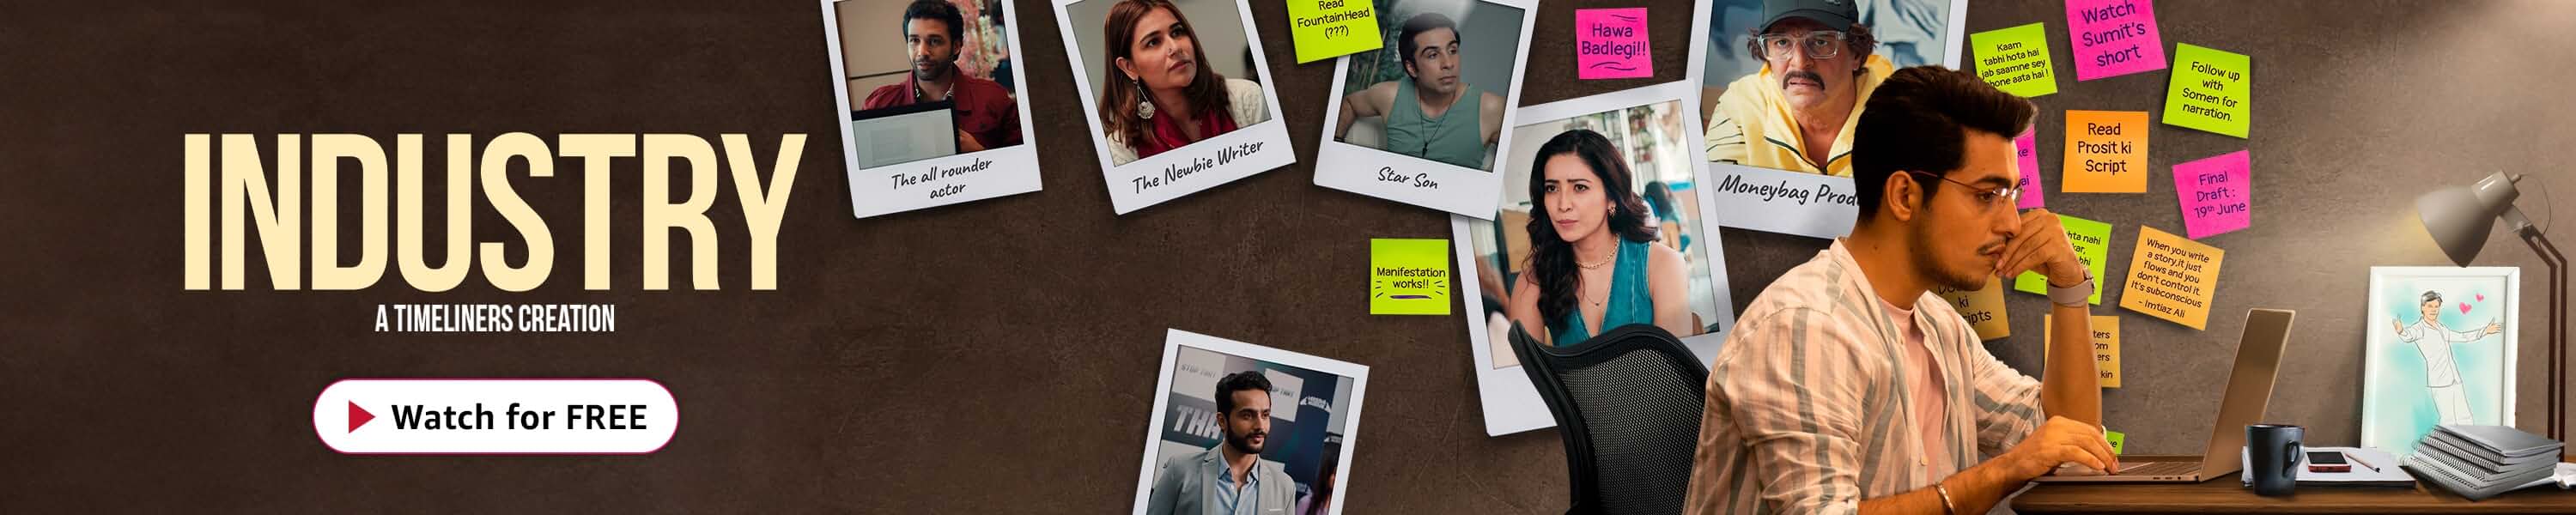 INDUSTRY
A TIMELINERS CREATION
Watch for FREE
The all rounder
actor
The Newbie Writer
Read
FountainHead
(???)
Star Son
Hawa
Badlegi!!
Manifestation
works!!
Moneybag
Kaam
tabhi hota hai
jab saamne sey
phone aata hai!
Watch
Sumit's
short
Follow up
with
Somen for
narration.
Read
Prosit ki
Script
Final
Draft :
19th June
nahi
ki
When you write
a story,it just
flows and you
don't control it.
It's subconscious
- Imtiaz Ali